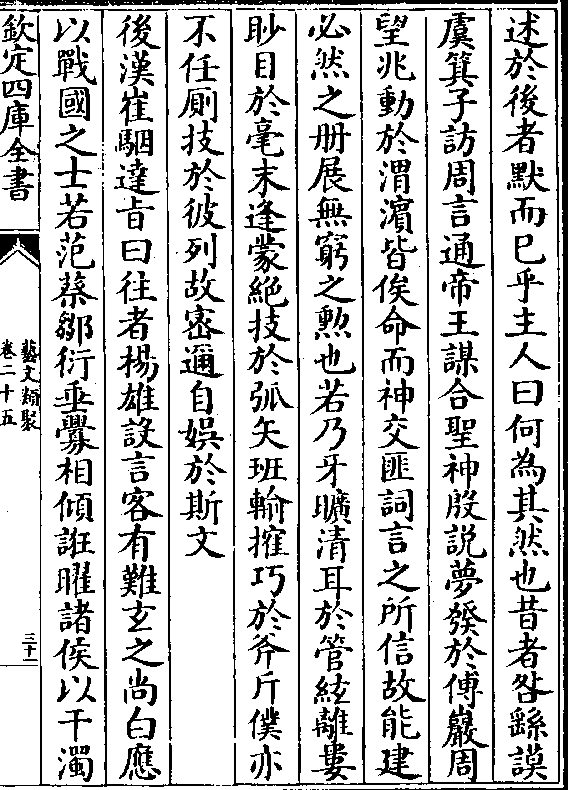 述於後者默而已乎主人曰何為其然也昔者咎繇謨
虞箕子訪周言通帝王謀合聖神殷説夢發於傅巖周
望兆動於渭濵皆俟命而神交匪詞言之所信故能建
必然之册展無窮之勲也若乃牙曠清耳於管絃離婁
眇目於毫末逢蒙絶技於弧矢班輸搉巧於斧斤僕亦
不任厠技於彼列故密邇自娯於斯文
後漢崔駰達㫖曰往者楊雄設言客有難玄之尚白應
以戰國之士若范蔡鄒衍乗釁相傾誑曜諸侯以干濁
欽定四庫全書
藝文類聚
卷二十五
三十一